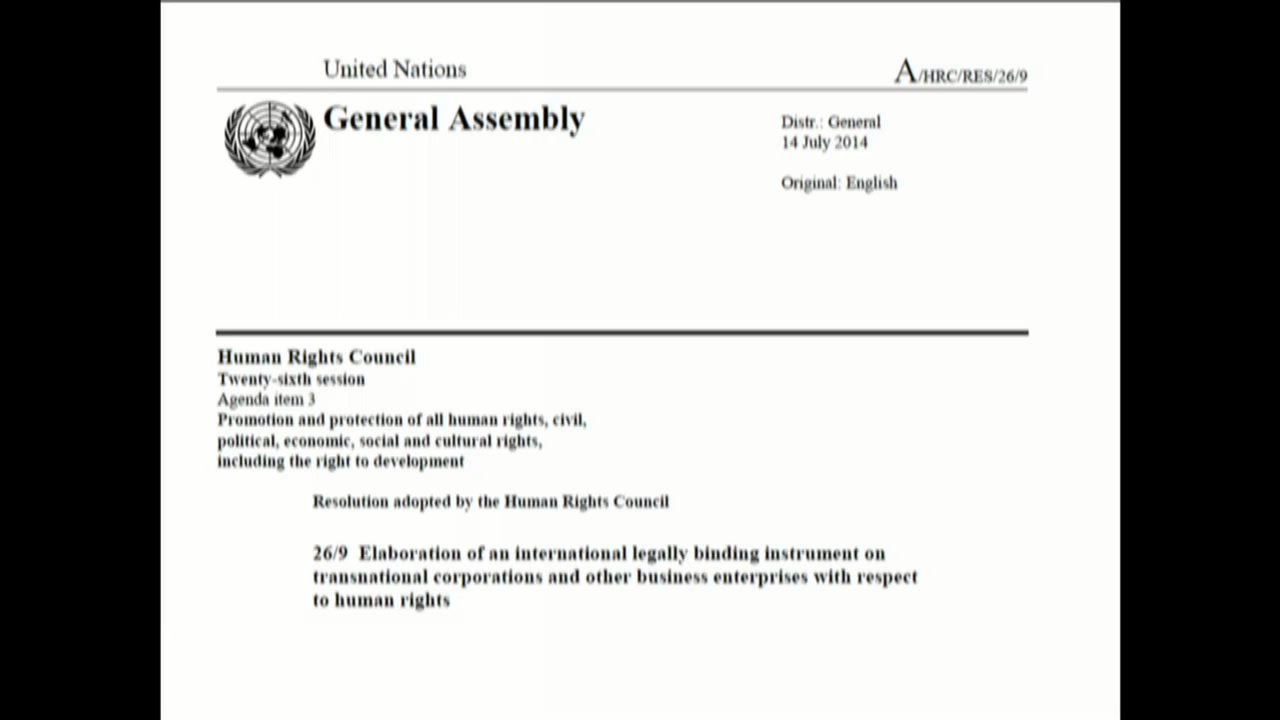 United Nations
A/HRC/RES/26/9
General Assembly
Distr.: General
14 July 2014
Original: English
Human Rights Council
Twenty-sixth session
Agenda item 3
Promotion and protection of all human rights, civil,
political, economic, social and cultural rights,
including the right to development
Resolution adopted by the Human Rights Council
26/9 Elaboration of an international legally binding instrument on
transnational corporations and other business enterprises with respect
to human rights